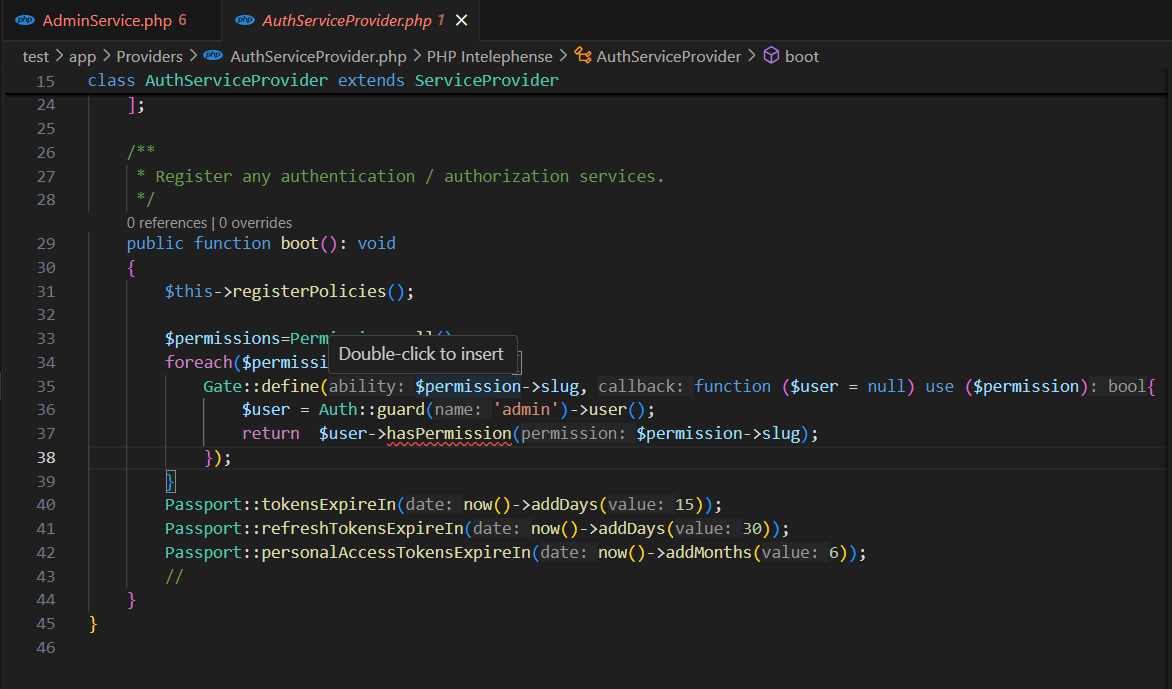 php AdminService.php 6 php AuthServiceProvider.php 1 ×
test > app > Providers > php AuthServiceProvider.php > PHP Intelephense > AuthServiceProvider > boot
15 class AuthServiceProvider extends ServiceProvider
24 ];
25
26 /**
27 * Register any authentication / authorization services.
28 */
0 references | 0 overrides
29 public function boot(): void
30 {
31 $this->registerPolicies();
32
33 $permissions=Perm
Double-click to insert
34 foreach($permissi
35 Gate::define(ability: $permission->slug, callback: function ($user = null) use ($permission): bool{
36 $user = Auth::guard(name: 'admin')->user();
37 return $user->hasPermission(permission: $permission->slug);
38 });
39 }
40 Passport::tokensExpireIn(date: now()->addDays(value: 15));
41 Passport::refreshTokensExpireIn(date: now()->addDays(value: 30));
42 Passport::personalAccessTokensExpireIn(date: now()->addMonths(value: 6));
43 //
44 }
45 }
46